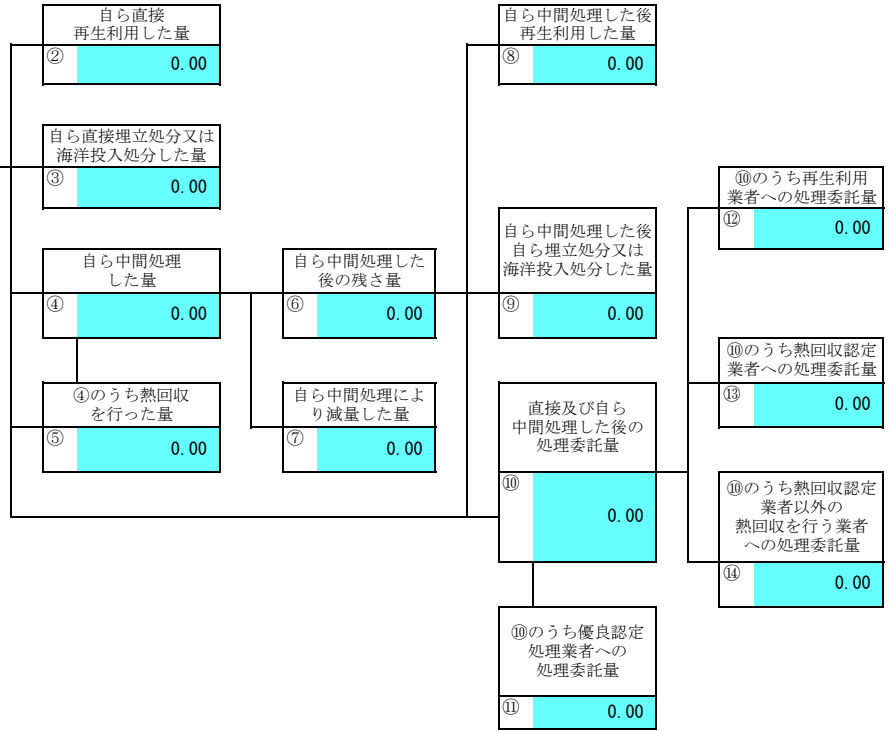 自ら直接
再生利用した量
②
0.00
自ら中間処理した後
再生利用した量
⑧
0.00
自ら直接埋立処分又は
海洋投入処分した量
③
0.00
⑩のうち再生利用
業者への処理委託量
⑫
0.00
自ら中間処理
した量
④
0.00
自ら中間処理した
後の残さ量
⑥
0.00
自ら中間処理した後
自ら埋立処分又は
海洋投入処分した量
⑨
0.00
⑩のうち熱回収認定
業者への処理委託量
⑬
0.00
④のうち熱回収
を行った量
⑤
0.00
自ら中間処理によ
り減量した量
⑦
0.00
直接及び自ら
中間処理した後の
処理委託量
⑩
0.00
⑩のうち熱回収認定
業者以外の
熱回収を行う業者
への処理委託量
⑭
0.00
⑩のうち優良認定
処理業者への
処理委託量
⑪
0.00